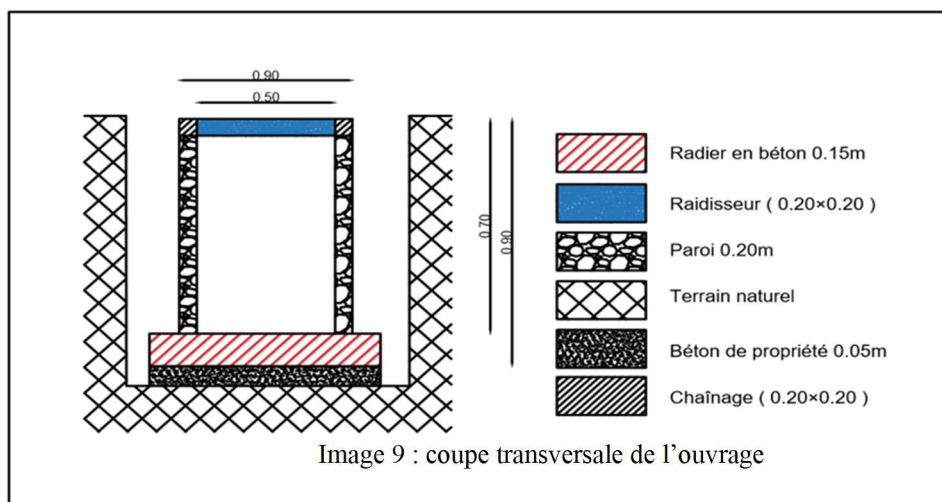 0.90
0.50
0.70
0.90
Radier en béton 0.15m
Raidisseur ( 0.20×0.20 )
Paroi 0.20m
Terrain naturel
Béton de propriété 0.05m
Chaînage ( 0.20×0.20 )
Image 9 : coupe transversale de l’ouvrage